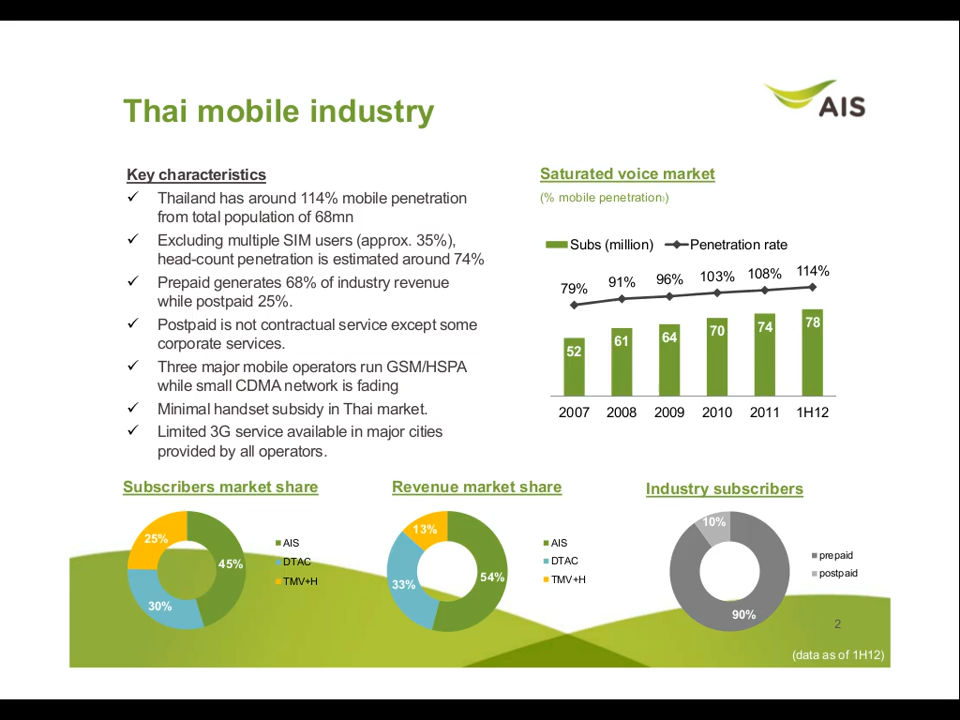 Thai mobile industry
AIS
Key characteristics
✓ Thailand has around 114% mobile penetration
from total population of 68mn
✓ Excluding multiple SIM users (approx. 35%),
head-count penetration is estimated around 74%
✓ Prepaid generates 68% of industry revenue
while postpaid 25%.
✓ Postpaid is not contractual service except some
corporate services.
✓ Three major mobile operators run GSM/HSPA
while small CDMA network is fading
✓ Minimal handset subsidy in Thai market.
✓ Limited 3G service available in major cities
provided by all operators.
Saturated voice market
(% mobile penetration)
Subs (million) Penetration rate
79% 91% 96% 103% 108% 114%
52 61 64 70 74 78
2007 2008 2009 2010 2011 1H12
Subscribers market share
25%
45%
30%
AIS
DTAC
TMV+H
Revenue market share
13%
33%
54%
AIS
DTAC
TMV+H
Industry subscribers
10%
90%
prepaid
postpaid
2
(data as of 1H12)